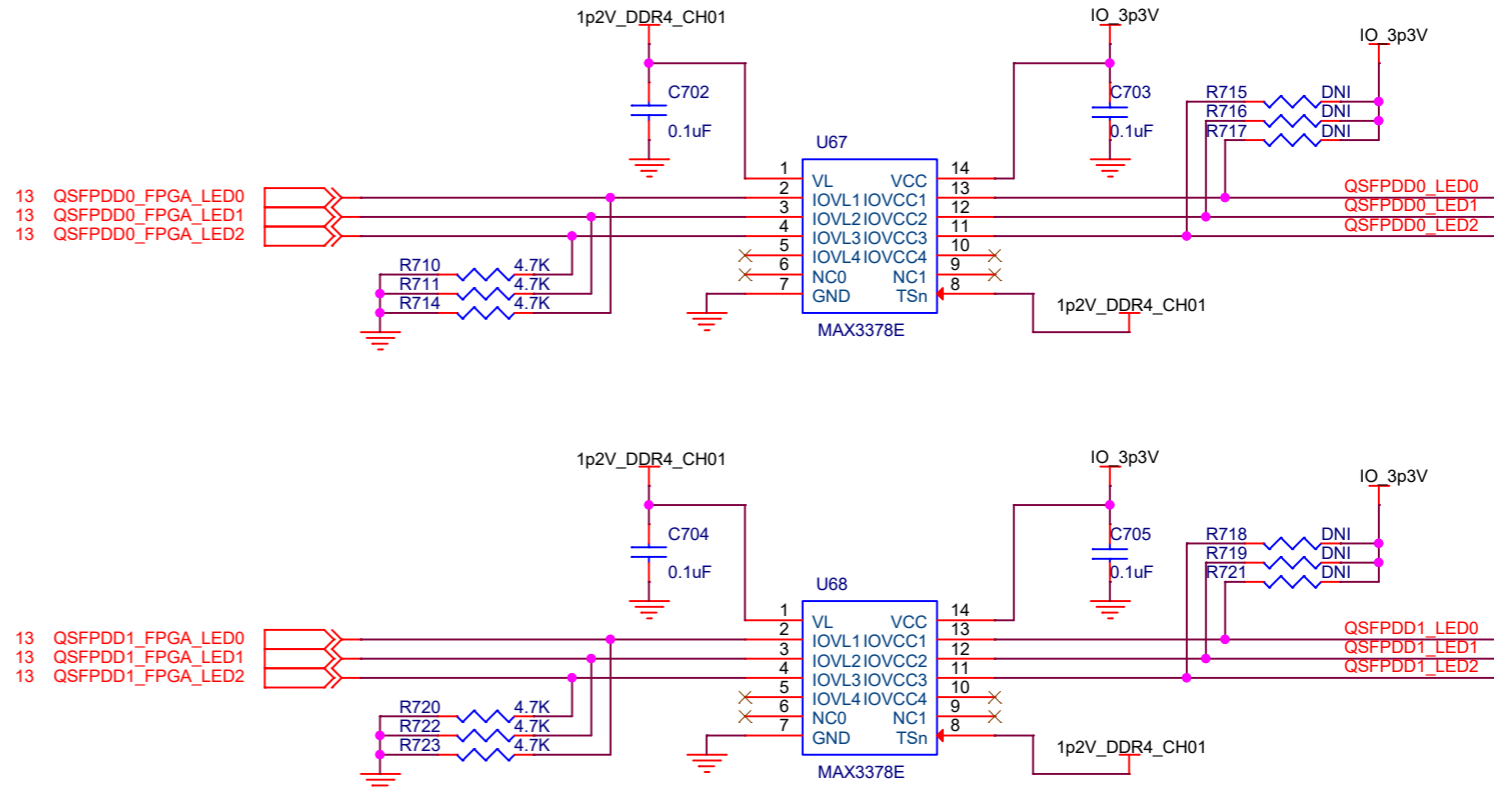 1p2V_DDR4_CH01
IO_3p3V
IO_3p3V
C702
0.1uF
C703
0.1uF
R715 DNI
R716 DNI
R717 DNI
U67
1 VL VCC 14
2 IOVL1 IOVCC1 13
3 IOVL2 IOVCC2 12
4 IOVL3 IOVCC3 11
5 IOVL4 IOVCC4 10
6 NC0 NC1 9
7 GND TSn 8
MAX3378E
13 QSFPDD0_FPGA_LED0
13 QSFPDD0_FPGA_LED1
13 QSFPDD0_FPGA_LED2
QSFPDD0_LED0
QSFPDD0_LED1
QSFPDD0_LED2
R710 4.7K
R711 4.7K
R714 4.7K
1p2V_DDR4_CH01
1p2V_DDR4_CH01
IO_3p3V
IO_3p3V
C704
0.1uF
C705
0.1uF
R718 DNI
R719 DNI
R721 DNI
U68
1 VL VCC 14
2 IOVL1 IOVCC1 13
3 IOVL2 IOVCC2 12
4 IOVL3 IOVCC3 11
5 IOVL4 IOVCC4 10
6 NC0 NC1 9
7 GND TSn 8
MAX3378E
13 QSFPDD1_FPGA_LED0
13 QSFPDD1_FPGA_LED1
13 QSFPDD1_FPGA_LED2
QSFPDD1_LED0
QSFPDD1_LED1
QSFPDD1_LED2
R720 4.7K
R722 4.7K
R723 4.7K
1p2V_DDR4_CH01